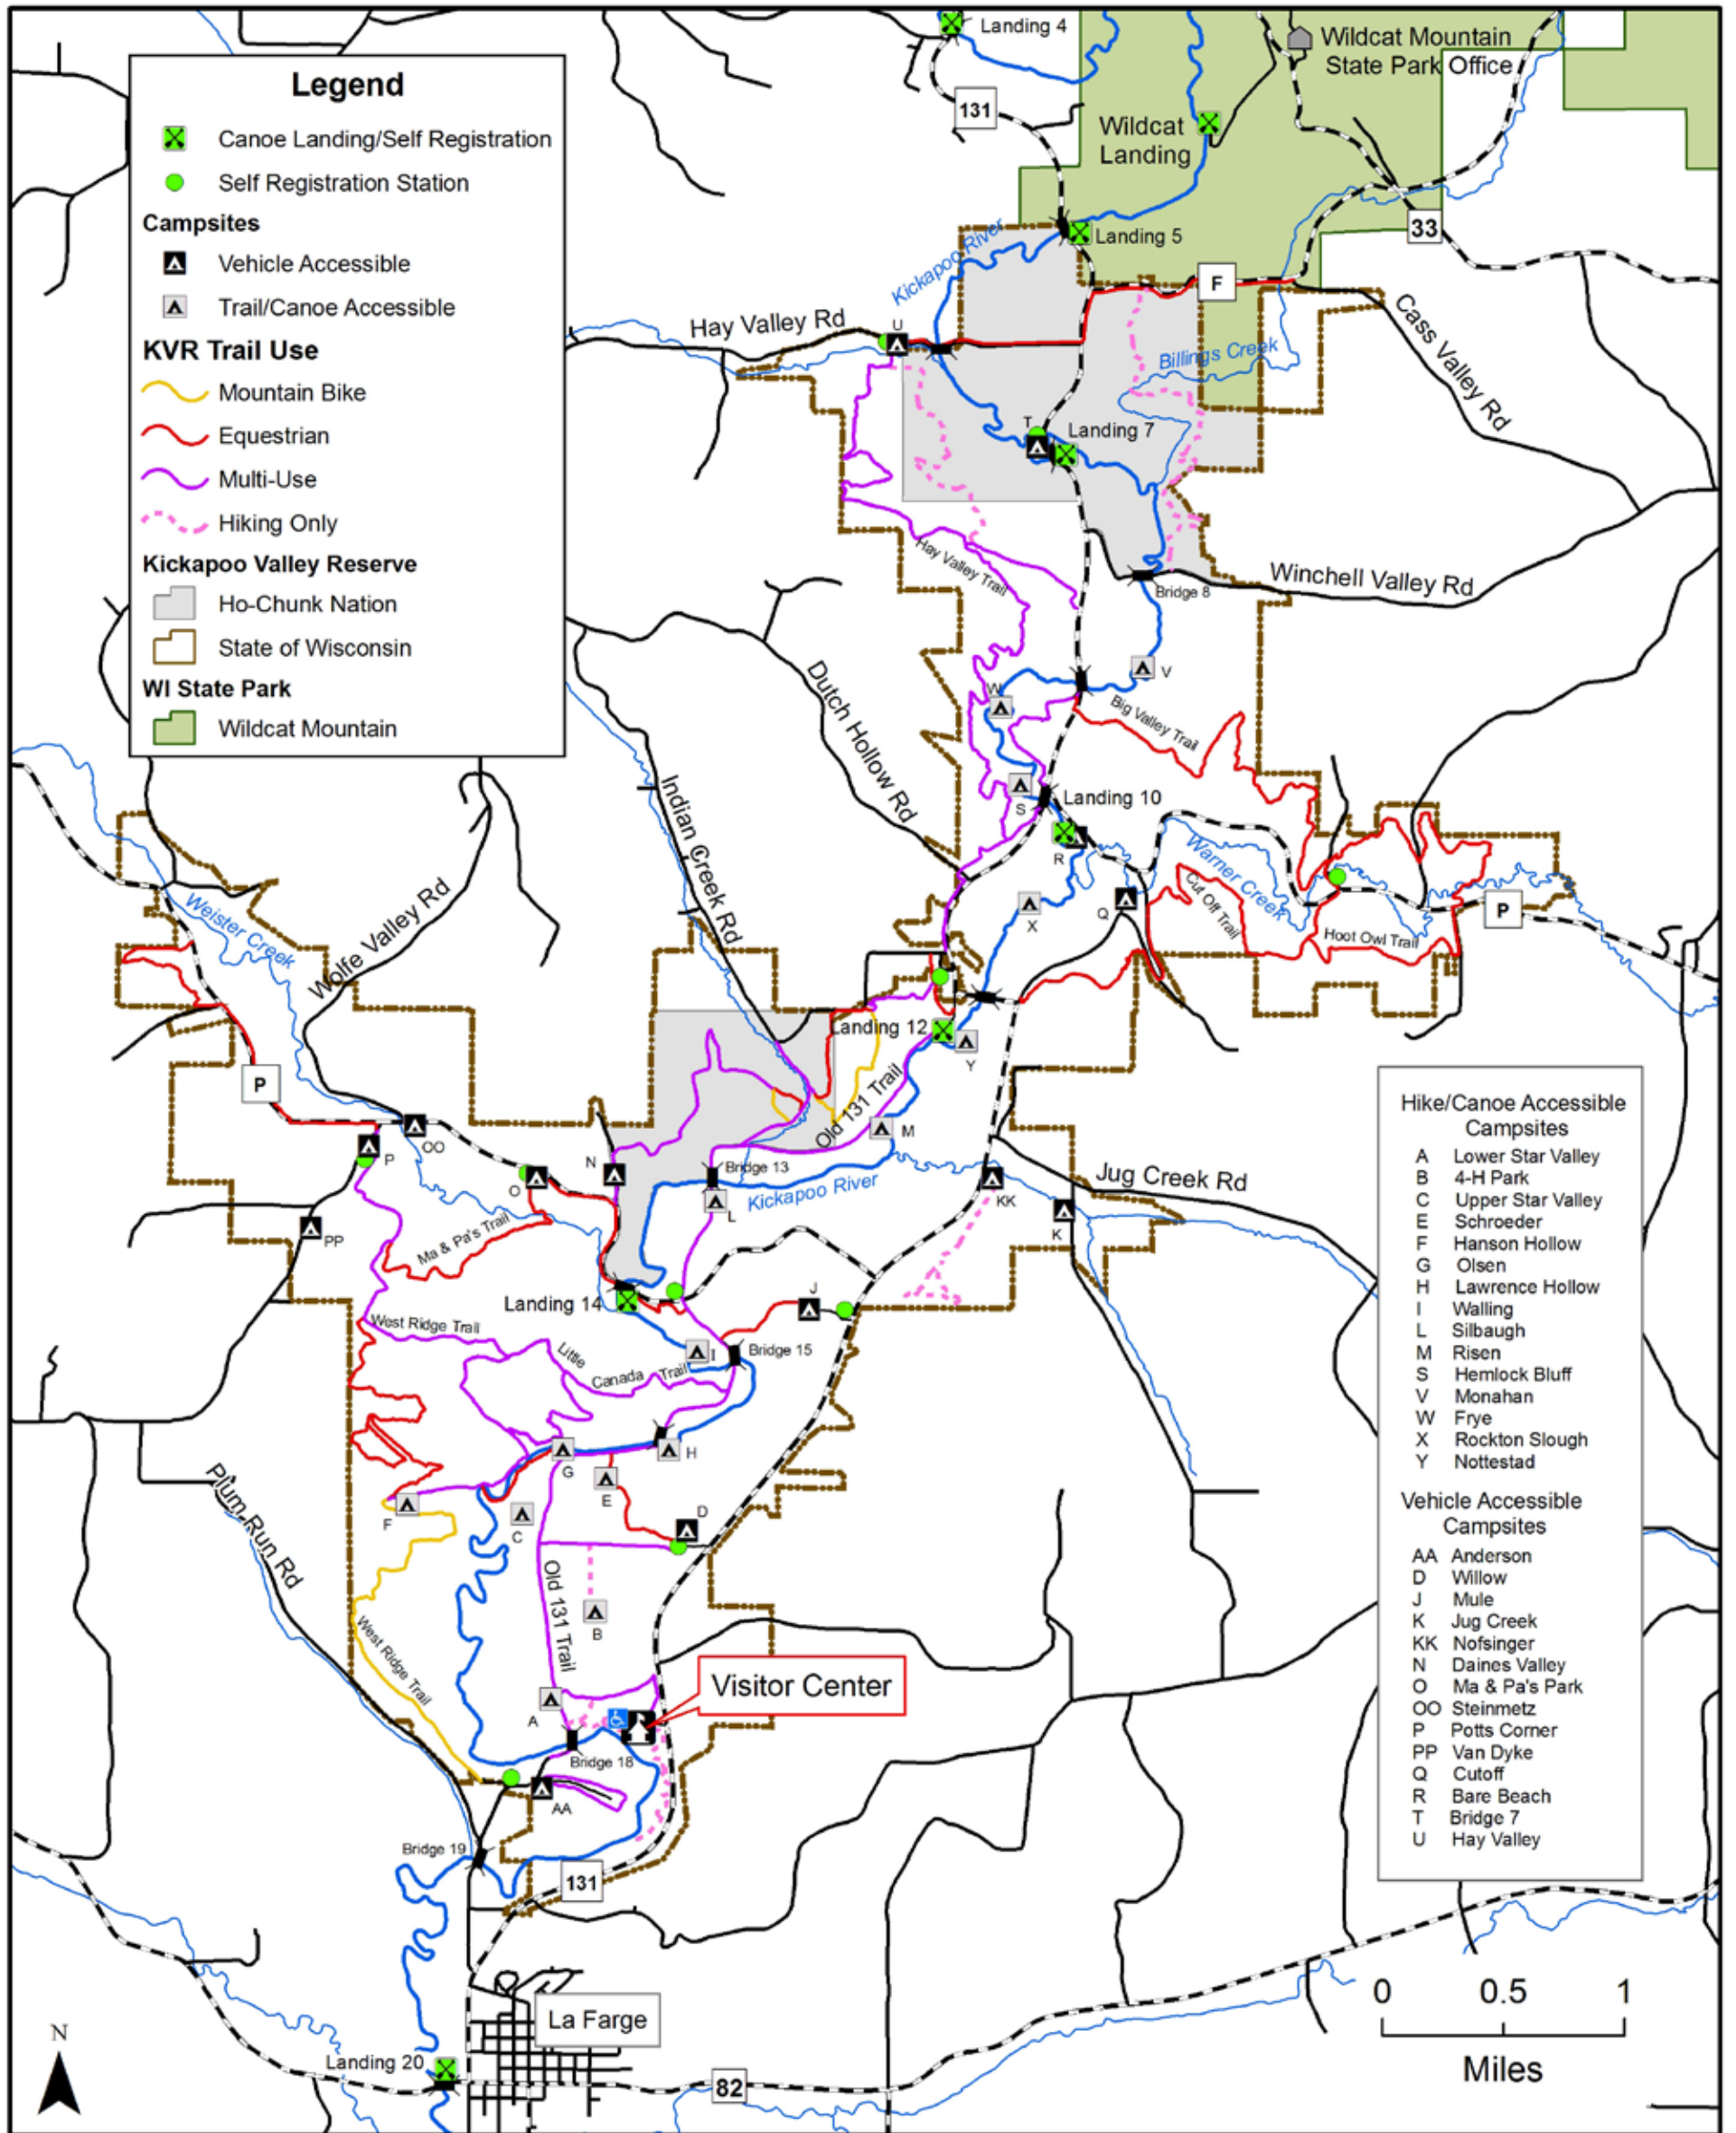 Legend
Canoe Landing/Self Registration
Self Registration Station
Campsites
Vehicle Accessible
Trail/Canoe Accessible
KVR Trail Use
Mountain Bike
Equestrian
Multi-Use
Hiking Only
Kickapoo Valley Reserve
Ho-Chunk Nation
State of Wisconsin
WI State Park
Wildcat Mountain
Landing 4
131
Wildcat Mountain
State Park Office
Wildcat
Landing
33
Landing 5
Kickapoo River
F
Hay Valley Rd
U
Cass Valley Rd
Billings Creek
T
Landing 7
Hay Valley Trail
Winchell Valley Rd
Bridge 8
V
W
Big Valley Trail
Dutch Hollow Rd
Indian Creek Rd
S
Landing 10
R
Warner Creek
Cut Off Trail
Q
X
P
Hoot Owl Trail
Weister Creek
Wolfe Valley Rd
Landing 12
Y
P
Old 131 Trail
M
OO
P
N
O
Bridge 13
L
Kickapoo River
Jug Creek Rd
KK
K
PP
Ma & Pa's Trail
Landing 14
J
West Ridge Trail
Little
Canada Trail
I
Bridge 15
G
H
E
F
C
D
Plum Run Rd
Old 131 Trail
B
West Ridge Trail
Visitor Center
A
Bridge 18
AA
Bridge 19
131
La Farge
Landing 20
82
N
Hike/Canoe Accessible
Campsites
A Lower Star Valley
B 4-H Park
C Upper Star Valley
E Schroeder
F Hanson Hollow
G Olsen
H Lawrence Hollow
I Walling
L Silbaugh
M Risen
S Hemlock Bluff
V Monahan
W Frye
X Rockton Slough
Y Nottestad
Vehicle Accessible
Campsites
AA Anderson
D Willow
J Mule
K Jug Creek
KK Nofsinger
N Daines Valley
O Ma & Pa's Park
OO Steinmetz
P Potts Corner
PP Van Dyke
Q Cutoff
R Bare Beach
T Bridge 7
U Hay Valley
0 0.5 1
Miles